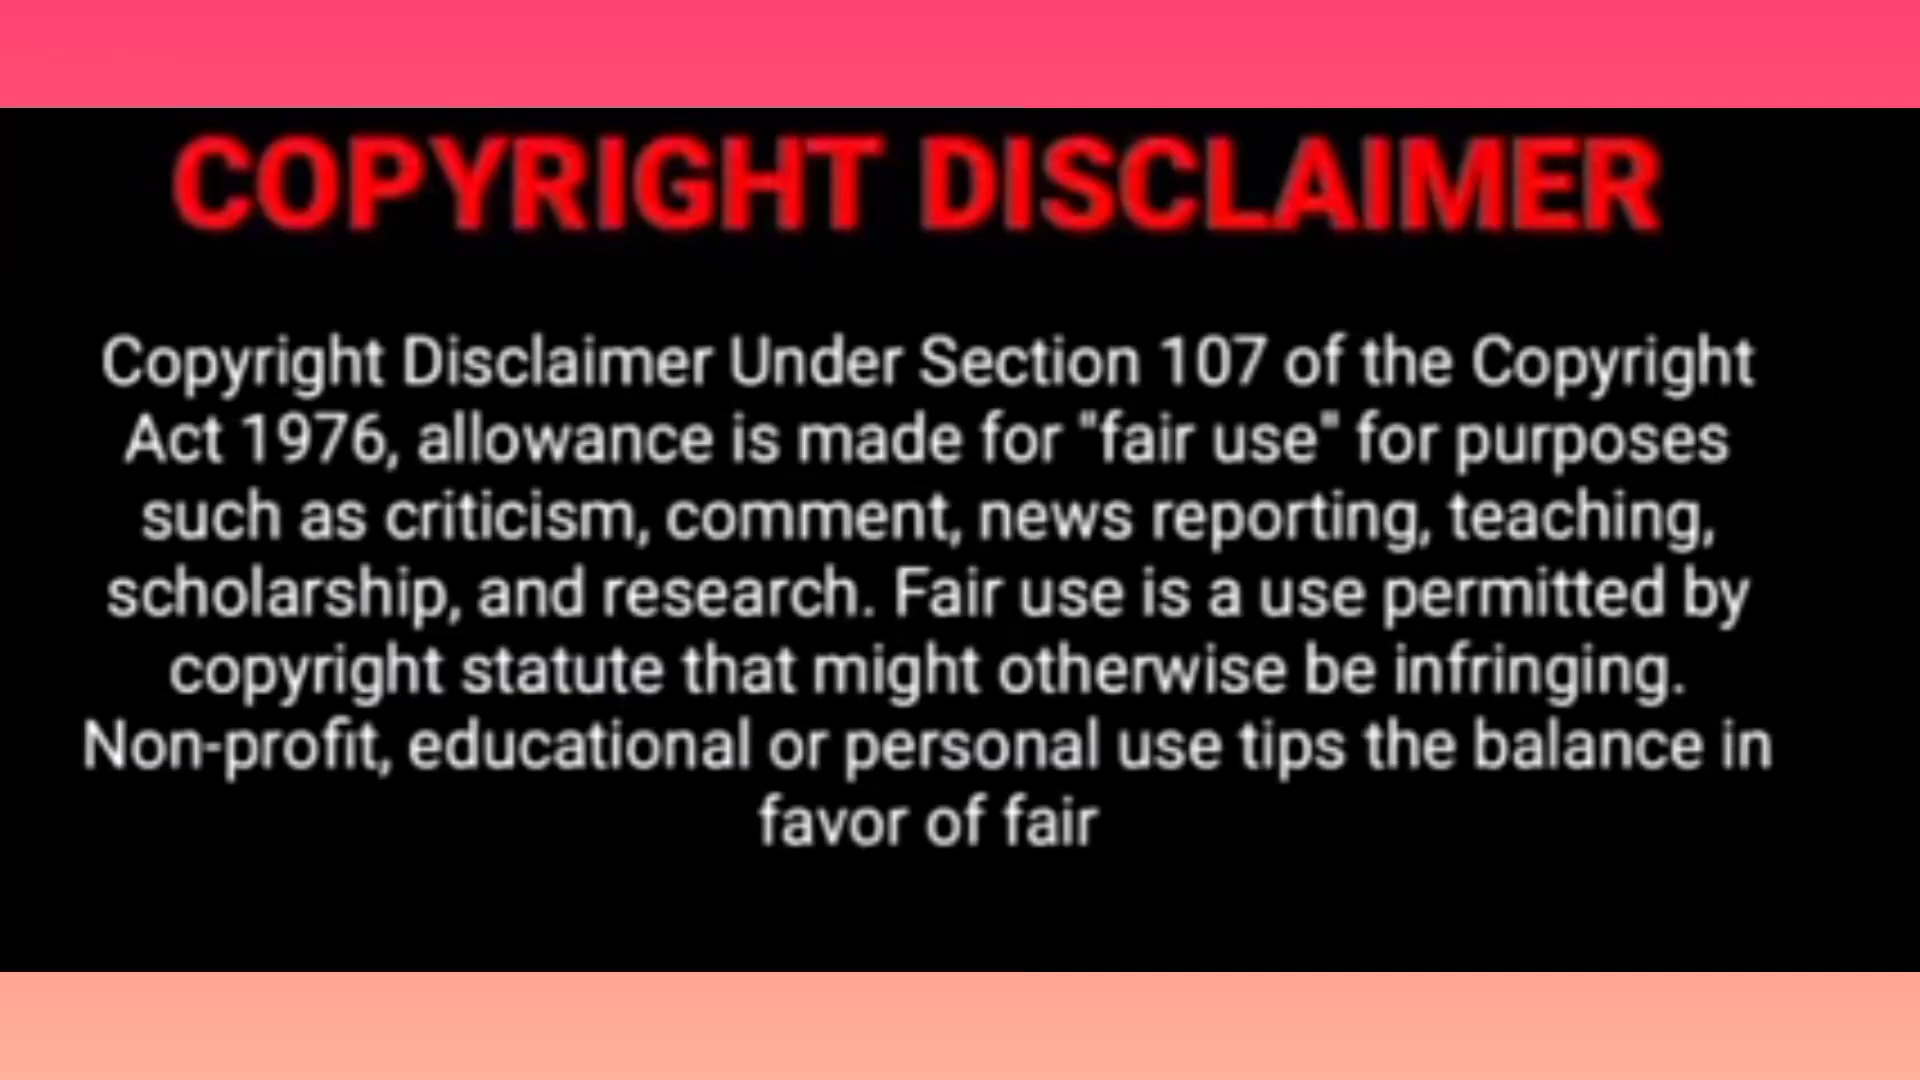 COPYRIGHT DISCLAIMER
Copyright Disclaimer Under Section 107 of the Copyright
Act 1976, allowance is made for "fair use" for purposes
such as criticism, comment, news reporting, teaching,
scholarship, and research. Fair use is a use permitted by
copyright statute that might otherwise be infringing.
Non-profit, educational or personal use tips the balance in
favor of fair